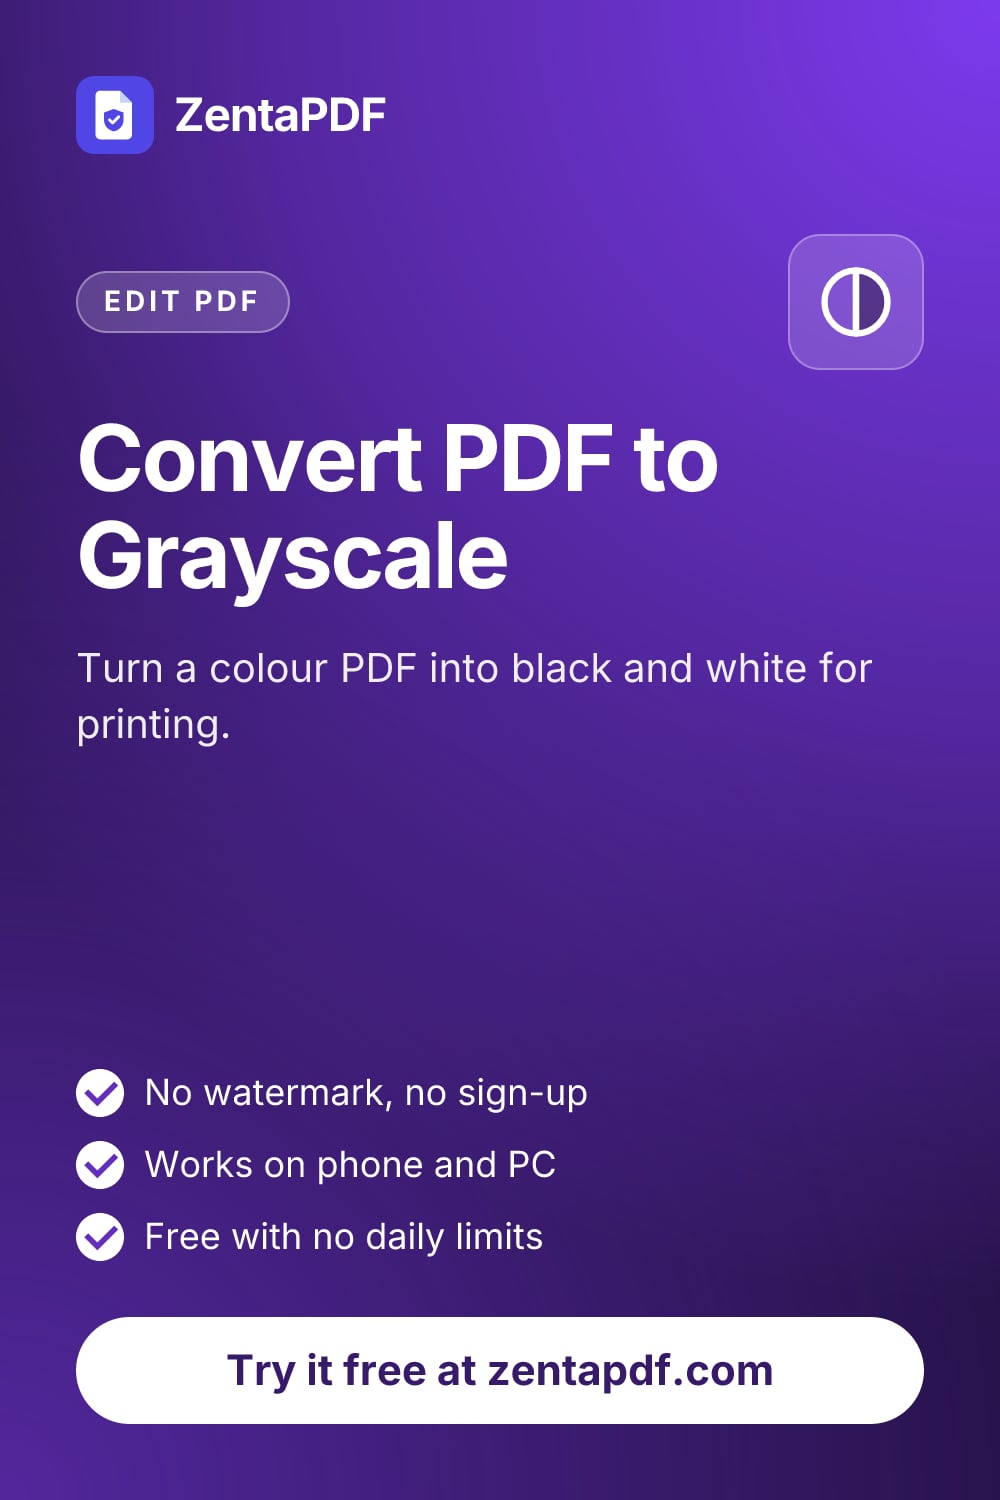 ZentaPDF
EDIT PDF
Convert PDF to
Grayscale
Turn a colour PDF into black and white for
printing.
No watermark, no sign-up
Works on phone and PC
Free with no daily limits
Try it free at zentapdf.com